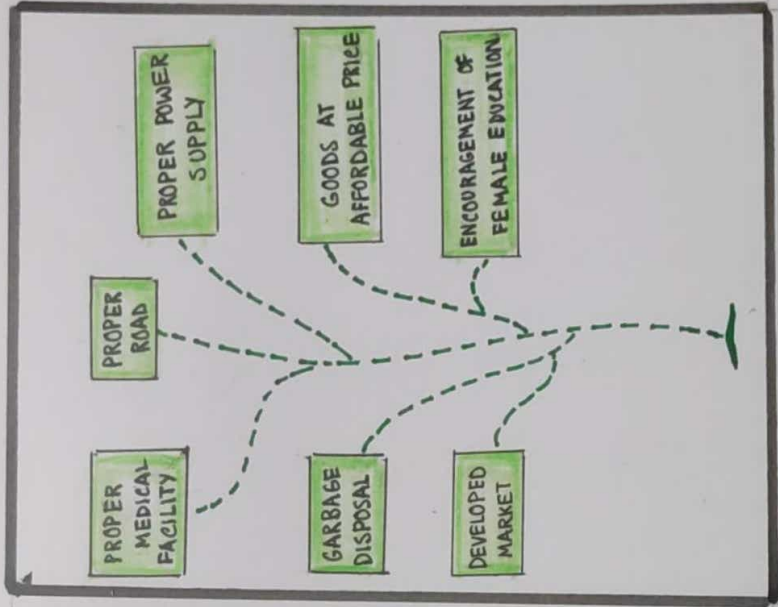 PROPER
MEDICAL
FACILITY
PROPER
ROAD
PROPER POWER
SUPPLY
GARBAGE
DISPOSAL
GOODS AT
AFFORDABLE PRICE
DEVELOPED
MARKET
ENCOURAGEMENT OF
FEMALE EDUCATION